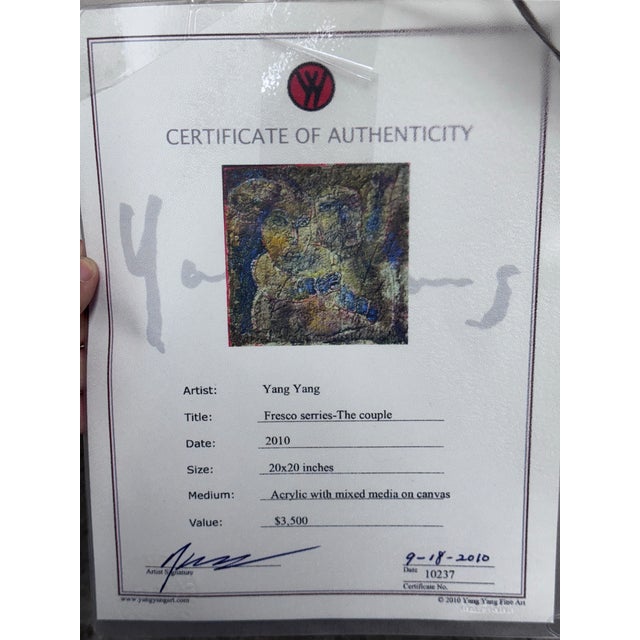 CERTIFICATE OF AUTHENTICITY
Yang Yang
Artist: Yang Yang
Title: Fresco serries-The couple
Date: 2010
Size: 20x20 inches
Medium: Acrylic with mixed media on canvas
Value: $3,500
9-18-2010
Artist Signature
Date 10237
Certificate No.
www.yangyangart.com
© 2010 Yang Yang Fine Art